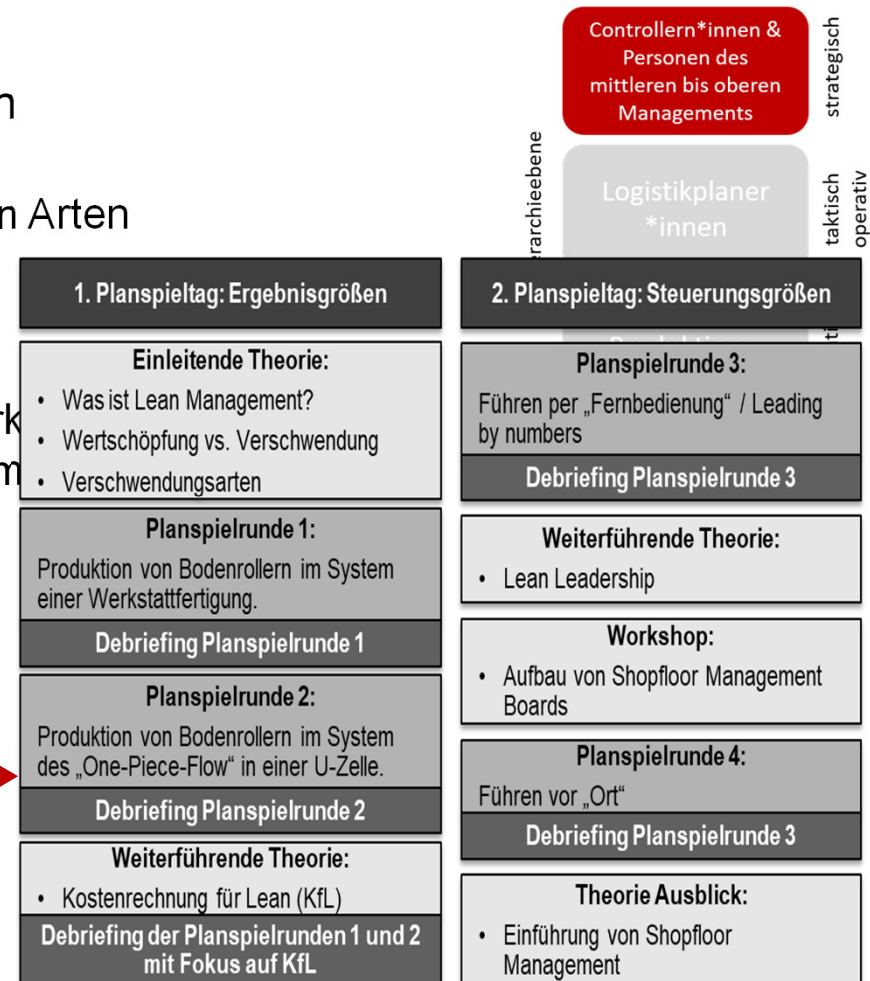 Controllern*innen &
Personen des
mittleren bis oberen
Managements
strategisch
Logistikplaner
*innen
taktisch
operativ
Arten
1. Planspieltag: Ergebnisgrößen
Einleitende Theorie:
• Was ist Lean Management?
• Wertschöpfung vs. Verschwendung
• Verschwendungsarten
Planspielrunde 1:
Produktion von Bodenrollern im System
einer Werkstattfertigung.
Debriefing Planspielrunde 1
Planspielrunde 2:
Produktion von Bodenrollern im System
des „One-Piece-Flow“ in einer U-Zelle.
Debriefing Planspielrunde 2
Weiterführende Theorie:
• Kostenrechnung für Lean (KfL)
Debriefing der Planspielrunden 1 und 2
mit Fokus auf KfL
2. Planspieltag: Steuerungsgrößen
Planspielrunde 3:
Führen per „Fernbedienung“ / Leading
by numbers
Debriefing Planspielrunde 3
Weiterführende Theorie:
• Lean Leadership
Workshop:
• Aufbau von Shopfloor Management
Boards
Planspielrunde 4:
Führen vor „Ort“
Debriefing Planspielrunde 3
Theorie Ausblick:
• Einführung von Shopfloor
Management